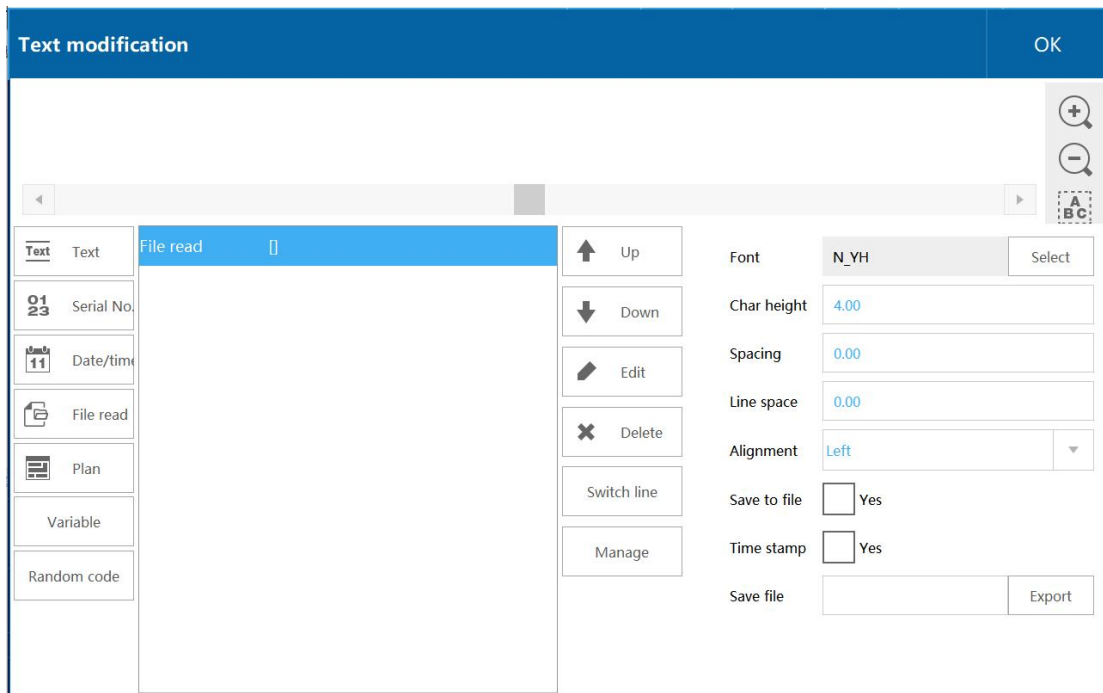 Text modification
OK
A
BC
Text Text
File read []
Up
Font
N_YH
Select
01
23
Serial No.
Down
Char height
4.00
11
Date/time
Edit
Spacing
0.00
Line space
0.00
File read
Delete
Alignment
Left
Plan
Switch line
Save to file
Yes
Variable
Manage
Time stamp
Yes
Random code
Save file
Export